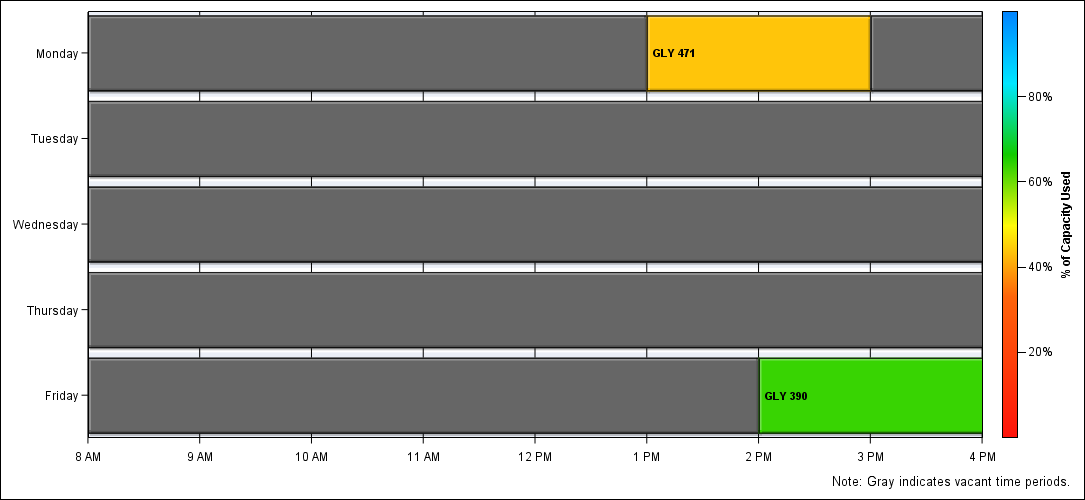 Monday
GLY 471
Tuesday
Wednesday
Thursday
Friday
GLY 390
8 AM 9 AM 10 AM 11 AM 12 PM 1 PM 2 PM 3 PM 4 PM
80%
60%
40%
20%
% of Capacity Used
Note: Gray indicates vacant time periods.